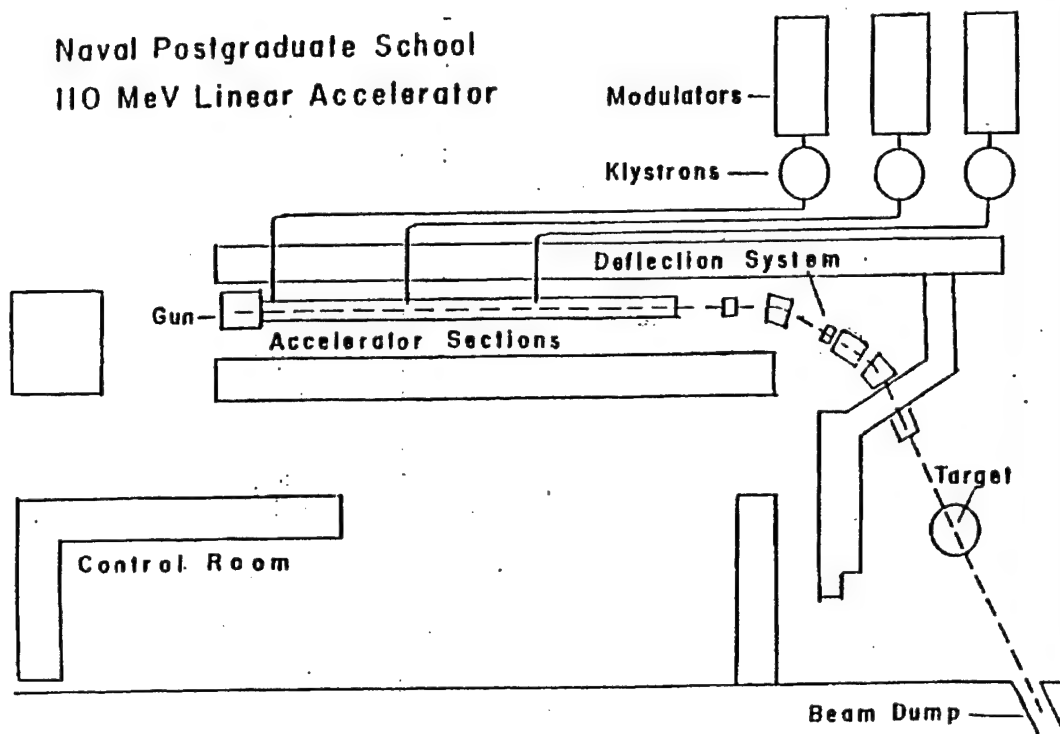 Naval Postgraduate School
110 MeV Linear Accelerator
Modulators
Klystrons
Deflection System
Gun
Accelerator Sections
Target
Control Room
Beam Dump